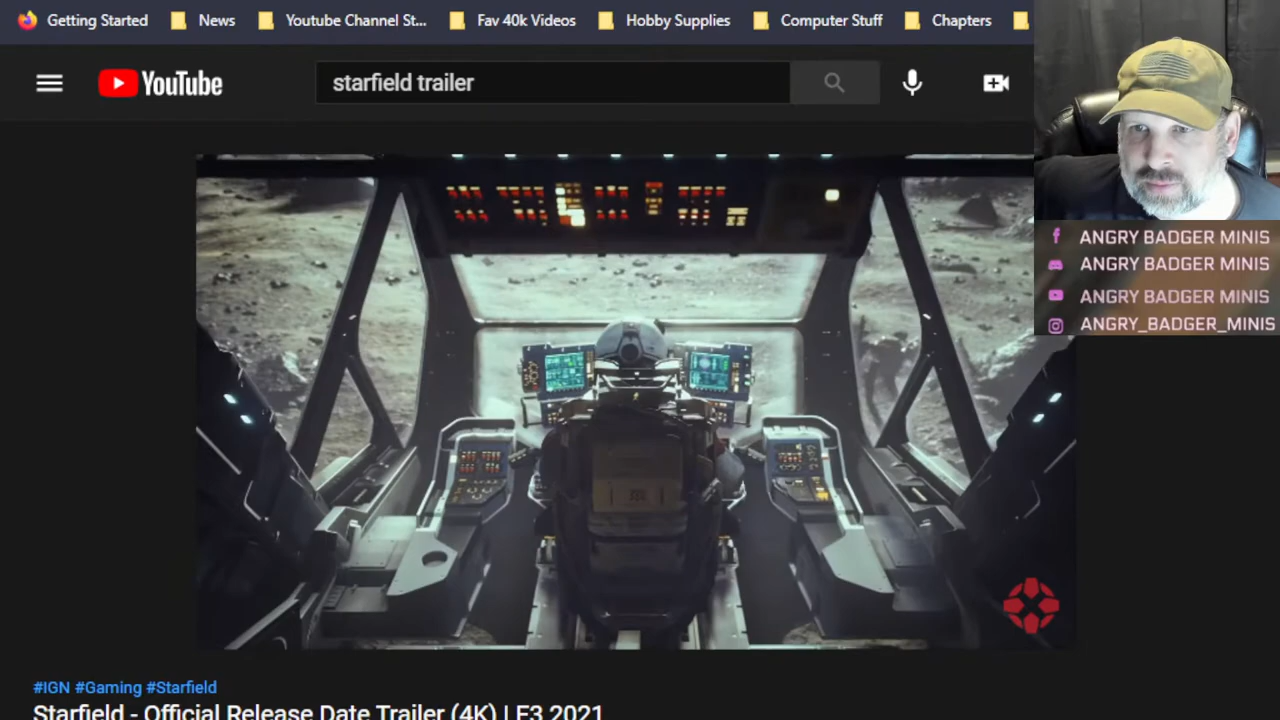 Getting Started News Youtube Channel St... Fav 40k Videos Hobby Supplies Computer Stuff Chapters
YouTube
starfield trailer
ANGRY BADGER MINIS
ANGRY BADGER MINIS
ANGRY BADGER MINIS
ANGRY_BADGER_MINIS
#IGN #Gaming #Starfield
Starfield - Official Release Date Trailer (4K) | E3 2021